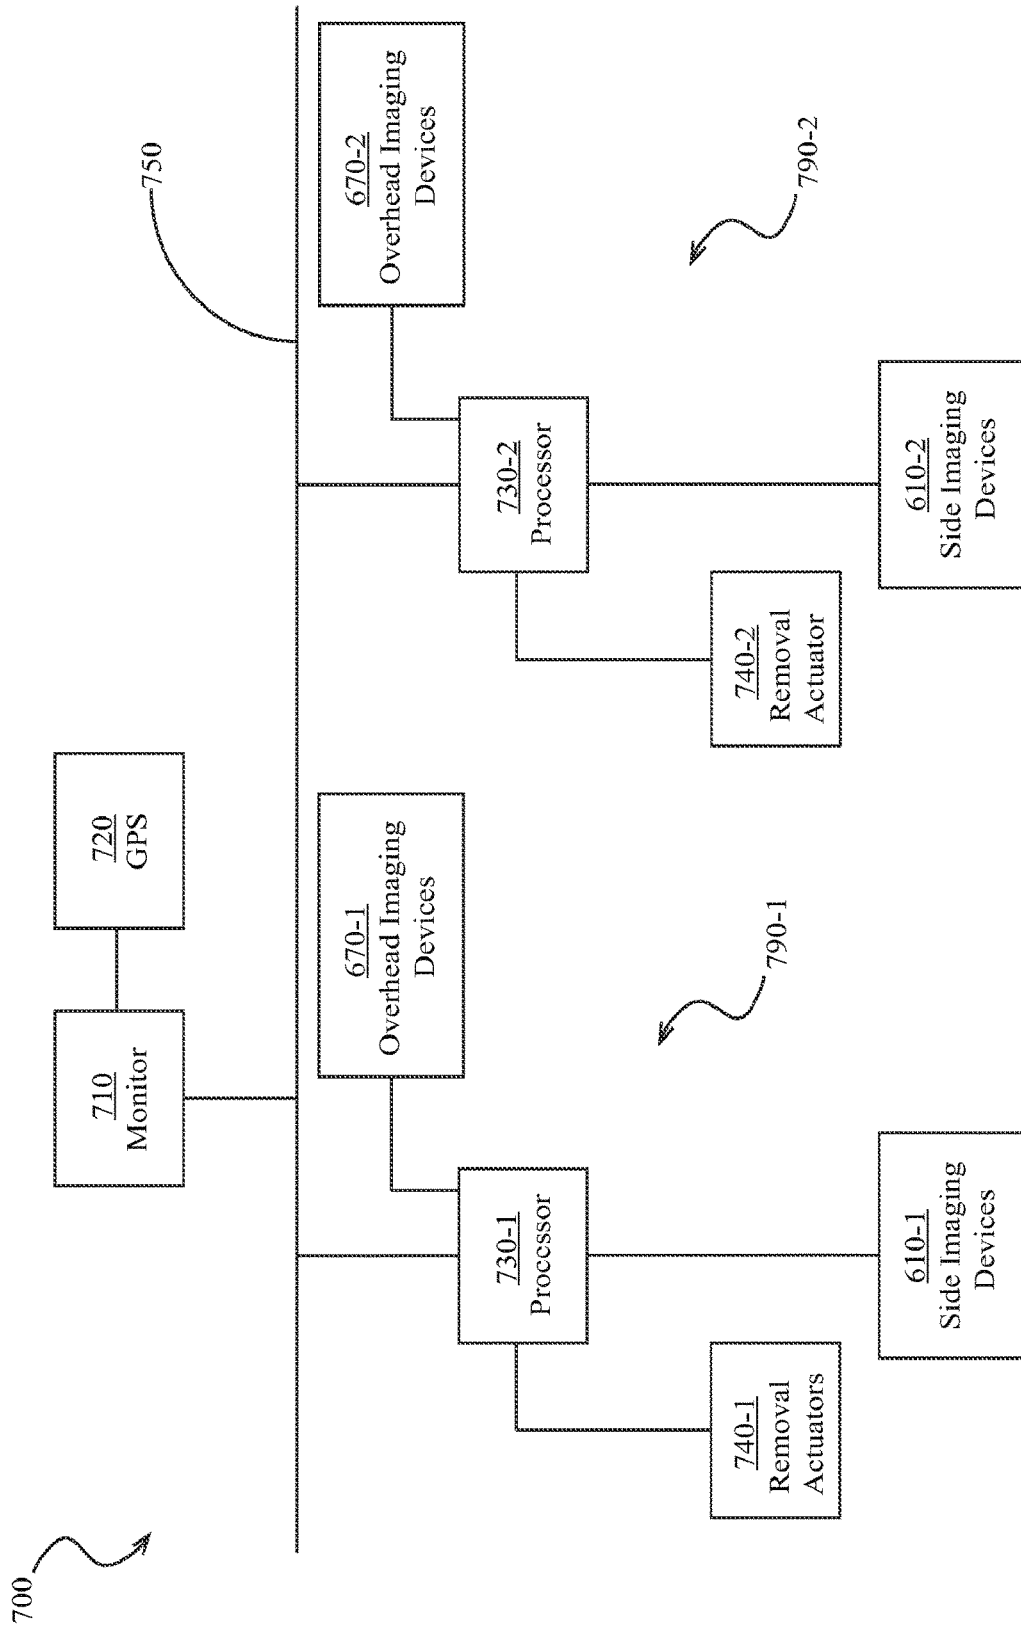 700
710
Monitor
720
GPS
750
670-1
Overhead Imaging
Devices
670-2
Overhead Imaging
Devices
730-1
Processor
730-2
Processor
740-1
Removal
Actuators
790-1
740-2
Removal
Actuator
790-2
610-1
Side Imaging
Devices
610-2
Side Imaging
Devices